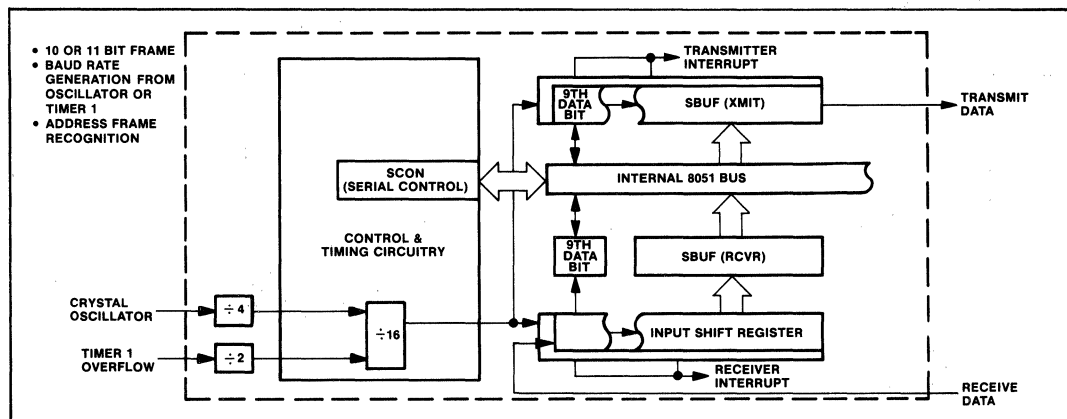 • 10 OR 11 BIT FRAME
• BAUD RATE
GENERATION FROM
OSCILLATOR OR
TIMER 1
• ADDRESS FRAME
RECOGNITION
TRANSMITTER
INTERRUPT
9TH
DATA
BIT
SBUF (XMIT)
TRANSMIT
DATA
SCON
(SERIAL CONTROL)
INTERNAL 8051 BUS
CONTROL &
TIMING CIRCUITRY
9TH
DATA
BIT
SBUF (RCVR)
CRYSTAL
OSCILLATOR
÷4
÷16
INPUT SHIFT REGISTER
TIMER 1
OVERFLOW
÷2
RECEIVER
INTERRUPT
RECEIVE
DATA